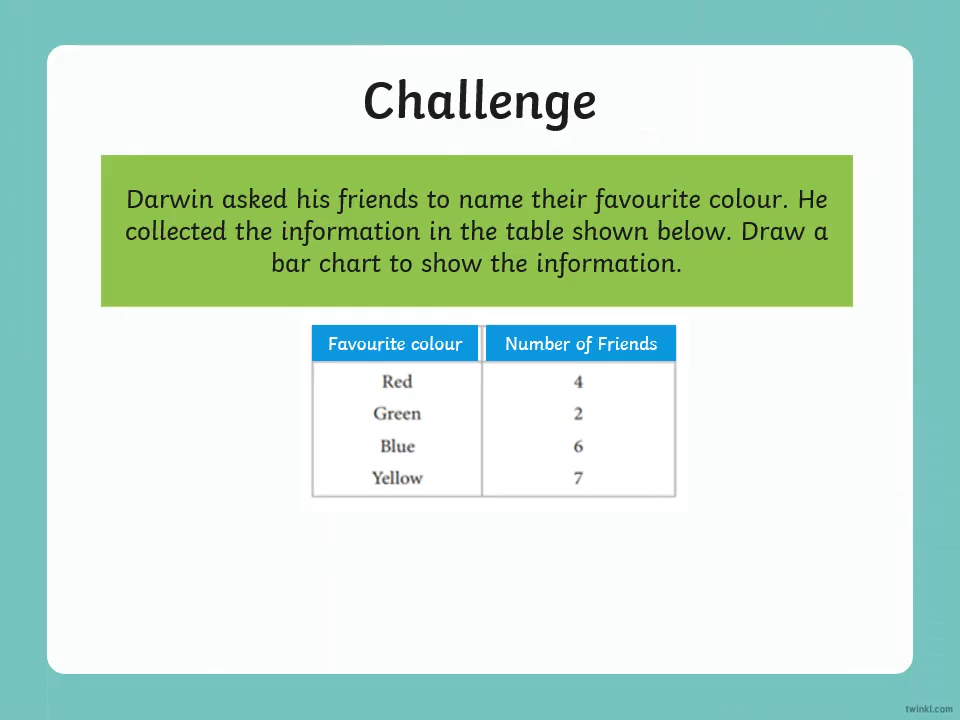 Challenge
Darwin asked his friends to name their favourite colour. He
collected the information in the table shown below. Draw a
bar chart to show the information.
Favourite colour Number of Friends
Red 4
Green 2
Blue 6
Yellow 7
twinkl.com